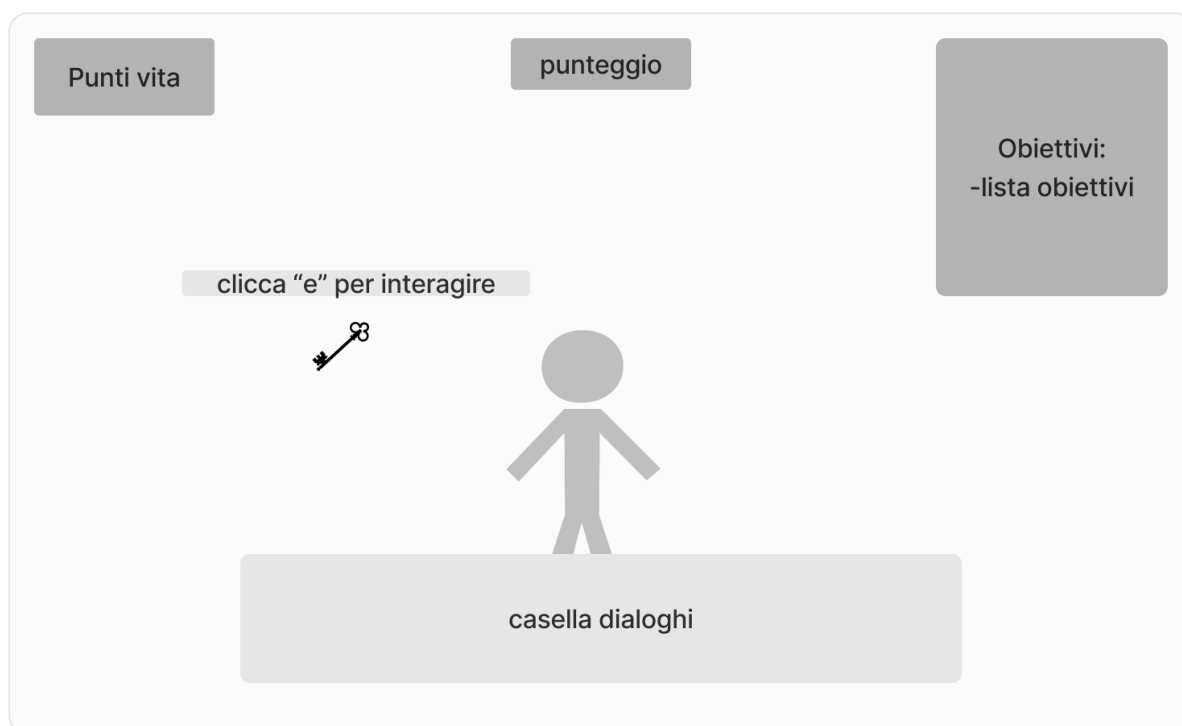 Punti vita
punteggio
Obiettivi:
-lista obiettivi
clicca “e” per interagire
casella dialoghi